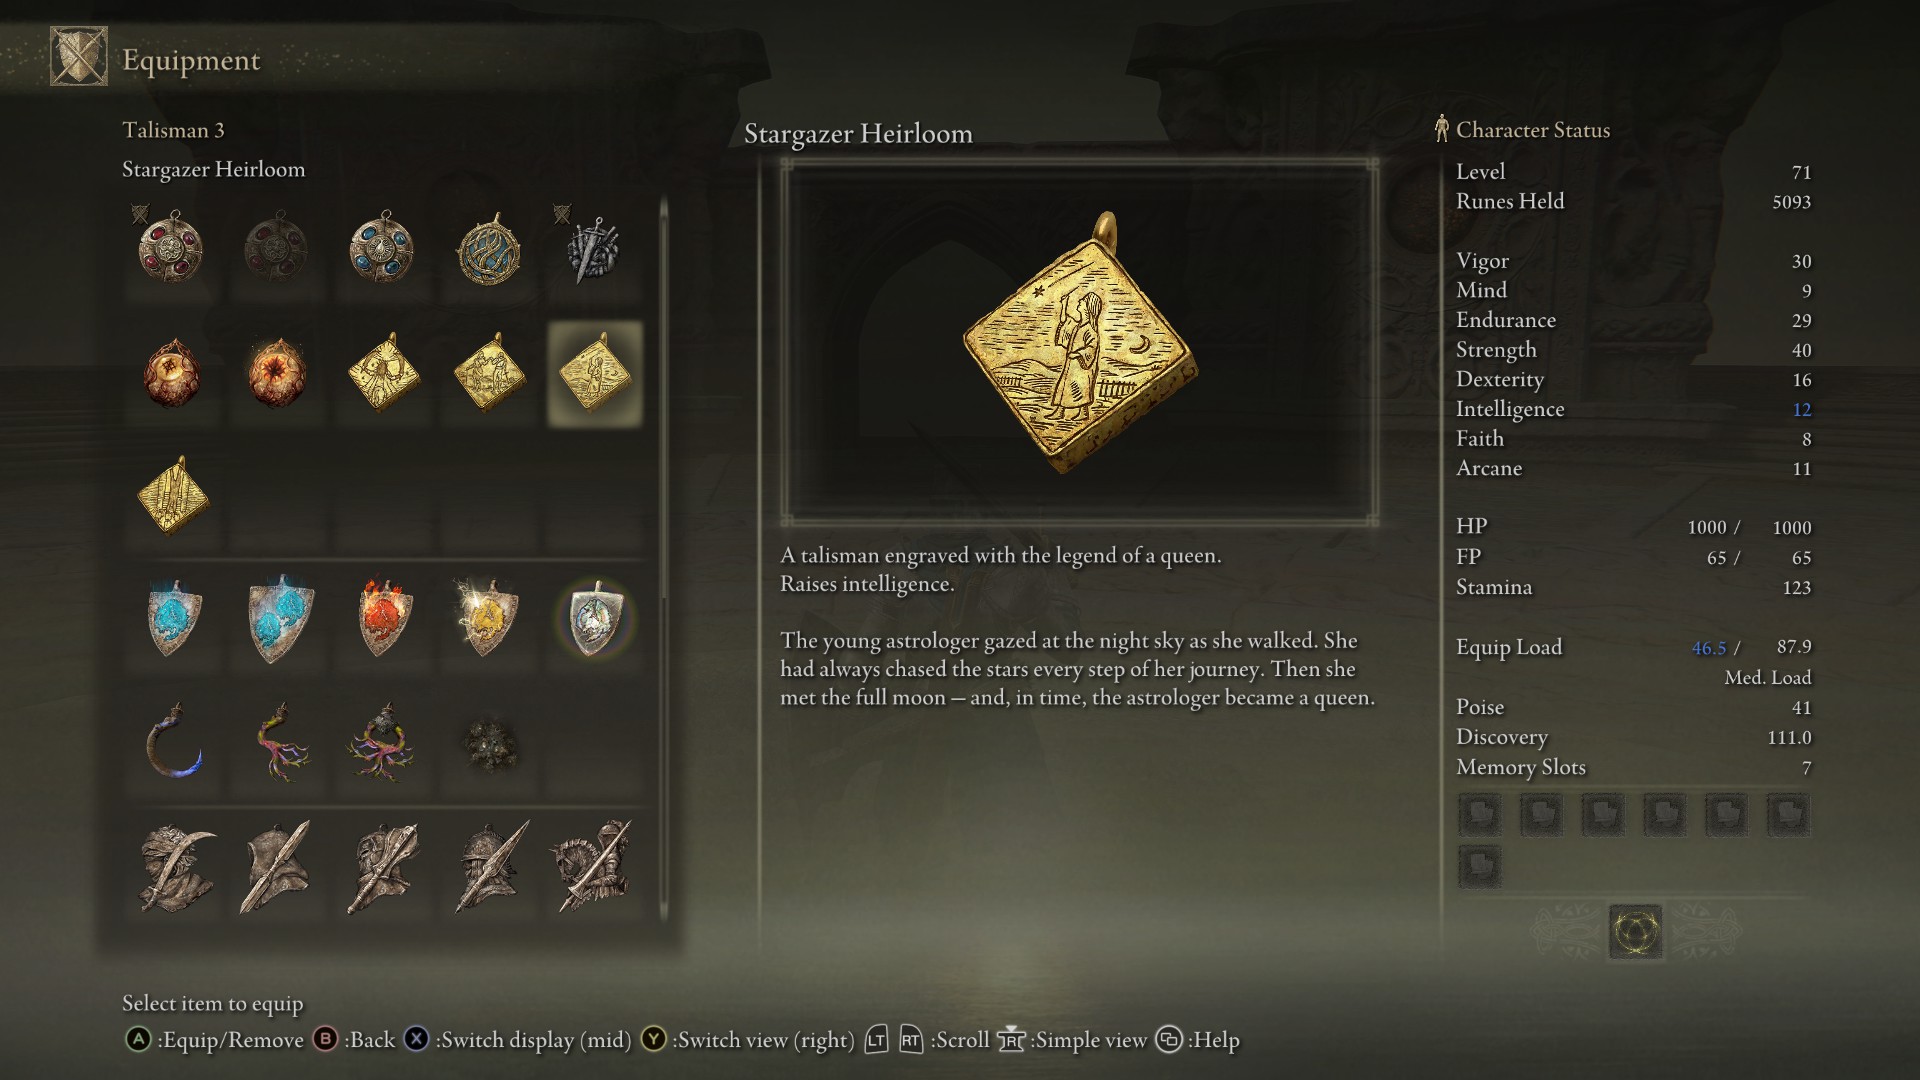 Equipment
Talisman 3
Stargazer Heirloom
Stargazer Heirloom
A talisman engraved with the legend of a queen.
Raises intelligence.
The young astrologer gazed at the night sky as she walked. She
had always chased the stars every step of her journey. Then she
met the full moon — and, in time, the astrologer became a queen.
Character Status
Level 71
Runes Held 5093
Vigor 30
Mind 9
Endurance 29
Strength 40
Dexterity 16
Intelligence 12
Faith 8
Arcane 11
HP 1000 / 1000
FP 65 / 65
Stamina 123
Equip Load 46.5 / 87.9
Med. Load
Poise 41
Discovery 111.0
Memory Slots 7
Select item to equip
A :Equip/Remove B :Back X :Switch display (mid) Y :Switch view (right) LT RT :Scroll R :Simple view :Help